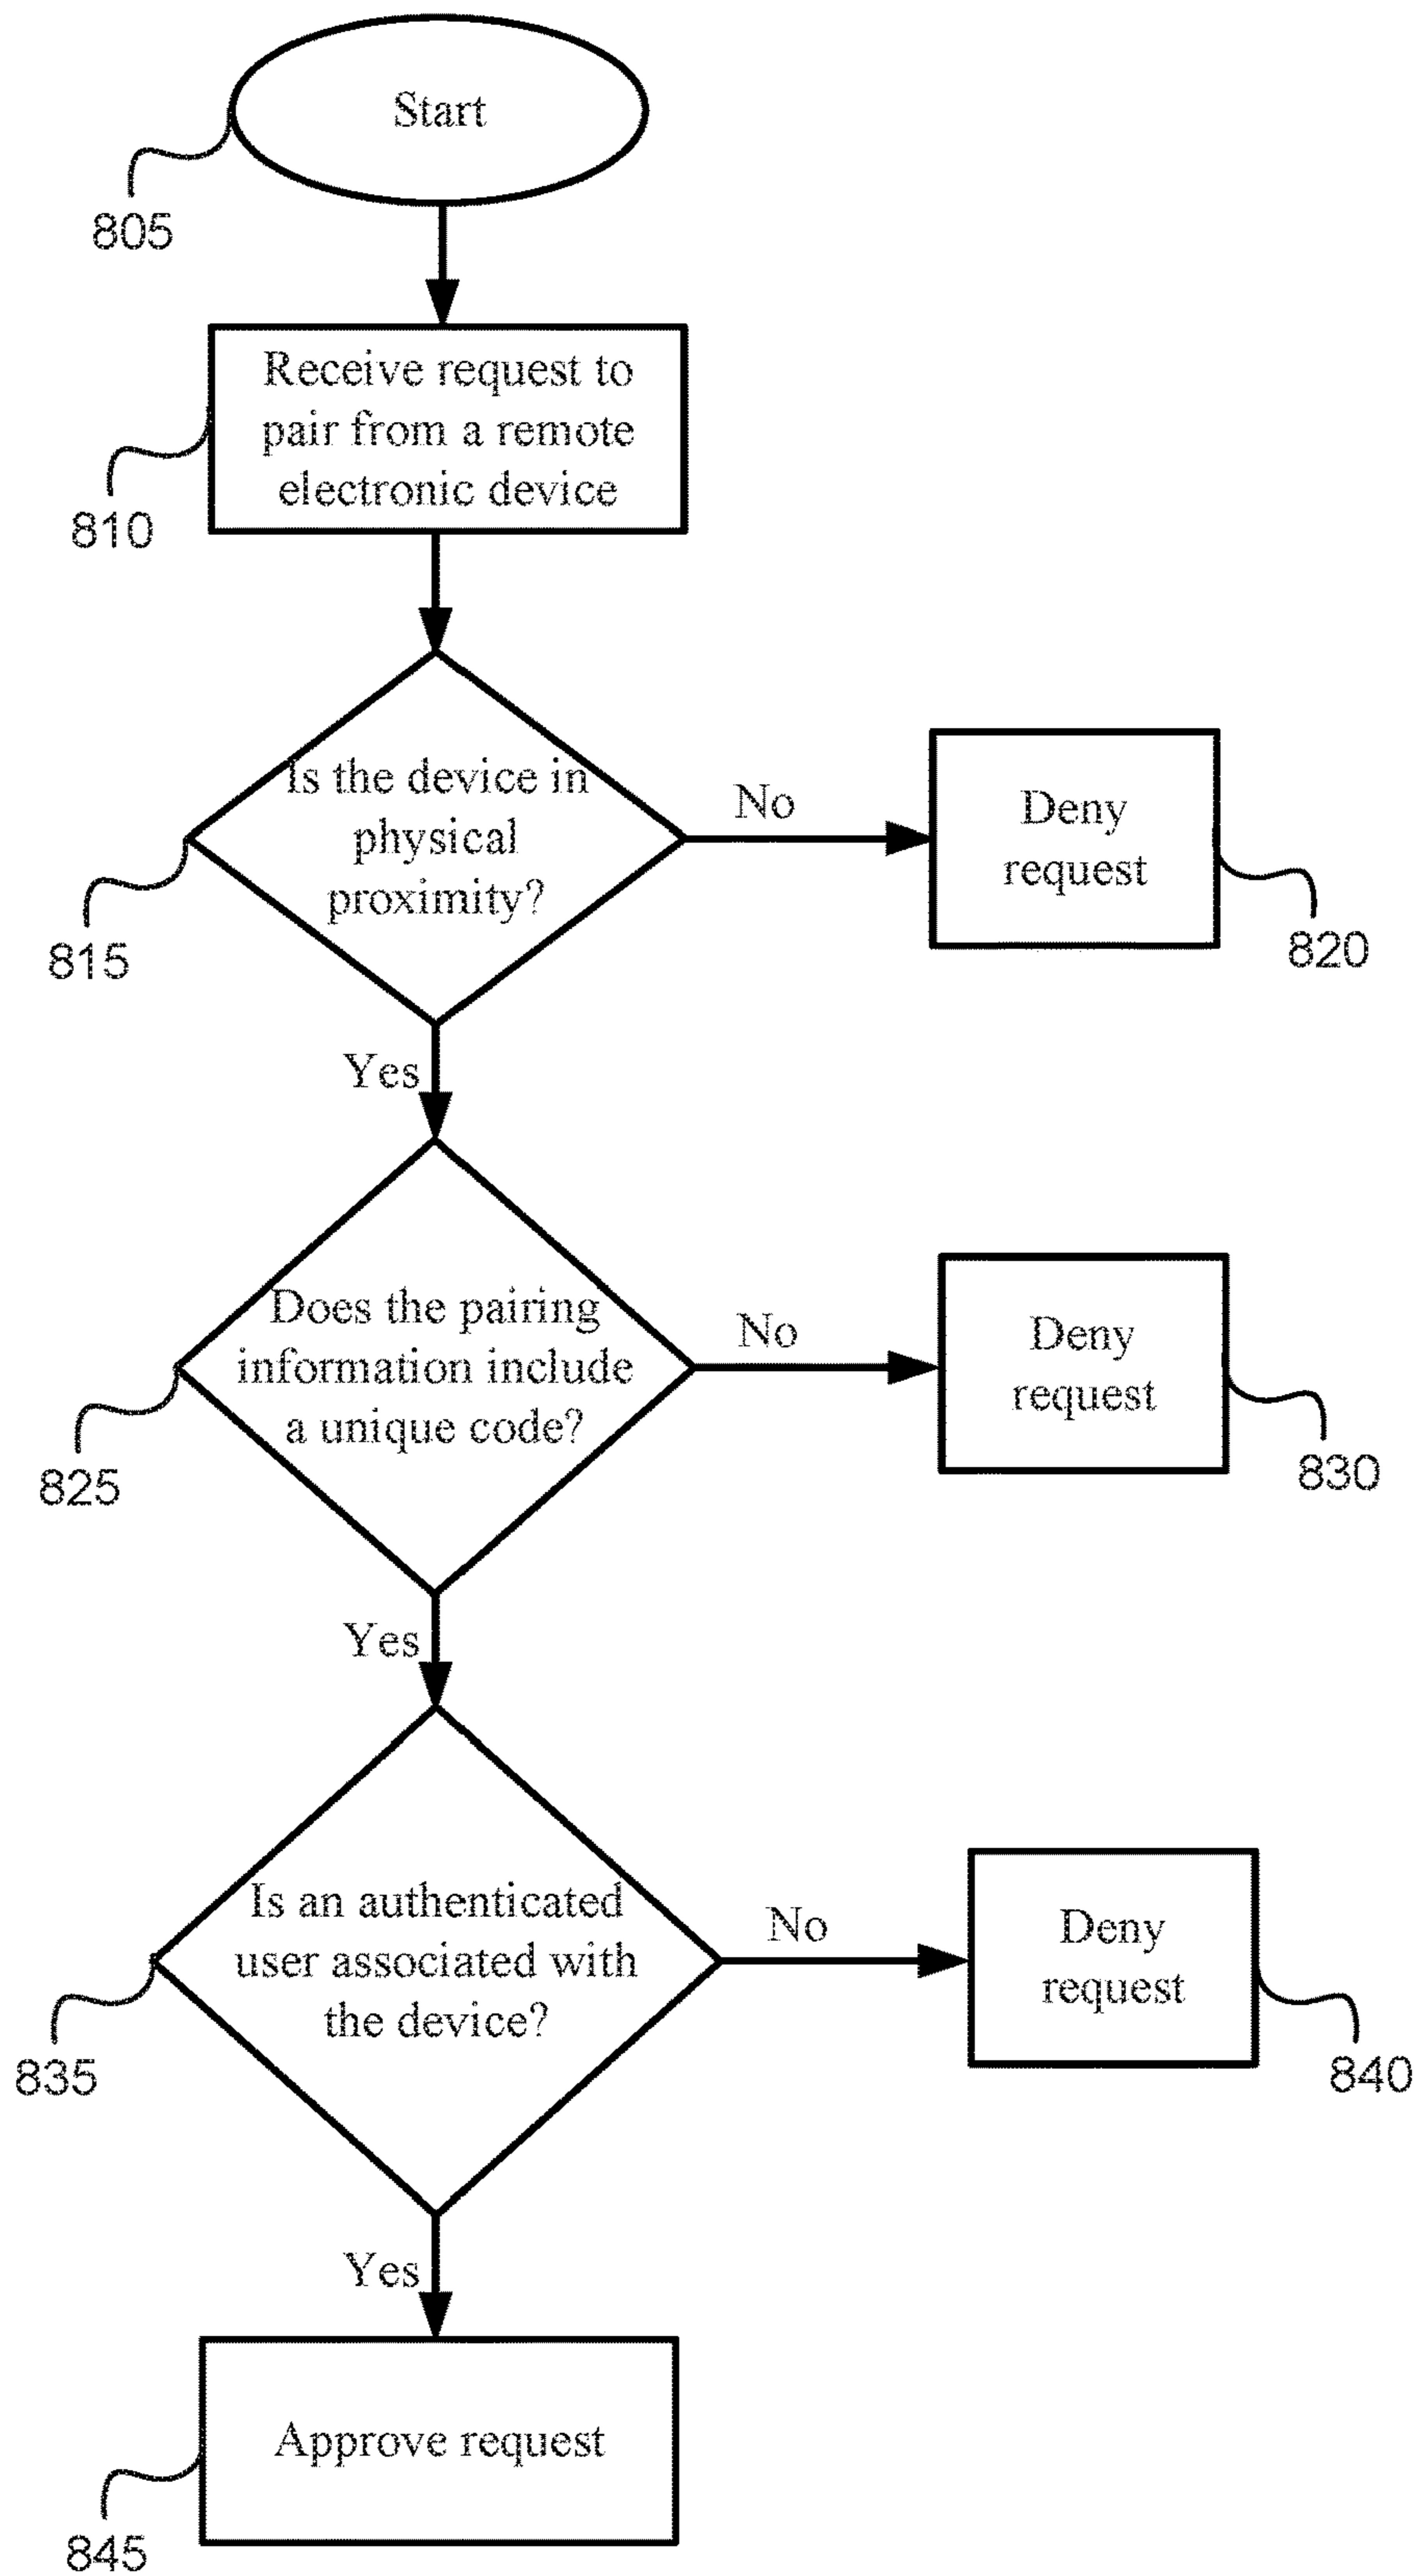 Start
805
Receive request to
pair from a remote
electronic device
810
Is the device in
physical
proximity?
815
No
Deny
request
820
Yes
Does the pairing
information include
a unique code?
825
No
Deny
request
830
Yes
Is an authenticated
user associated with
the device?
835
No
Deny
request
840
Yes
Approve request
845